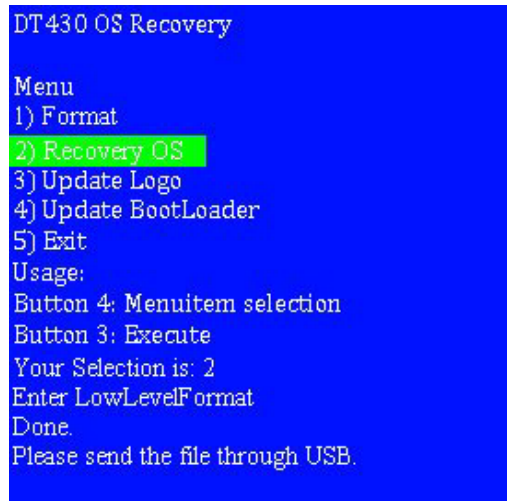 DT430 OS Recovery
Menu
1) Format
2) Recovery OS
3) Update Logo
4) Update BootLoader
5) Exit
Usage:
Button 4: Menuitem selection
Button 3: Execute
Your Selection is: 2
Enter LowLevelFormat
Done.
Please send the file through USB.